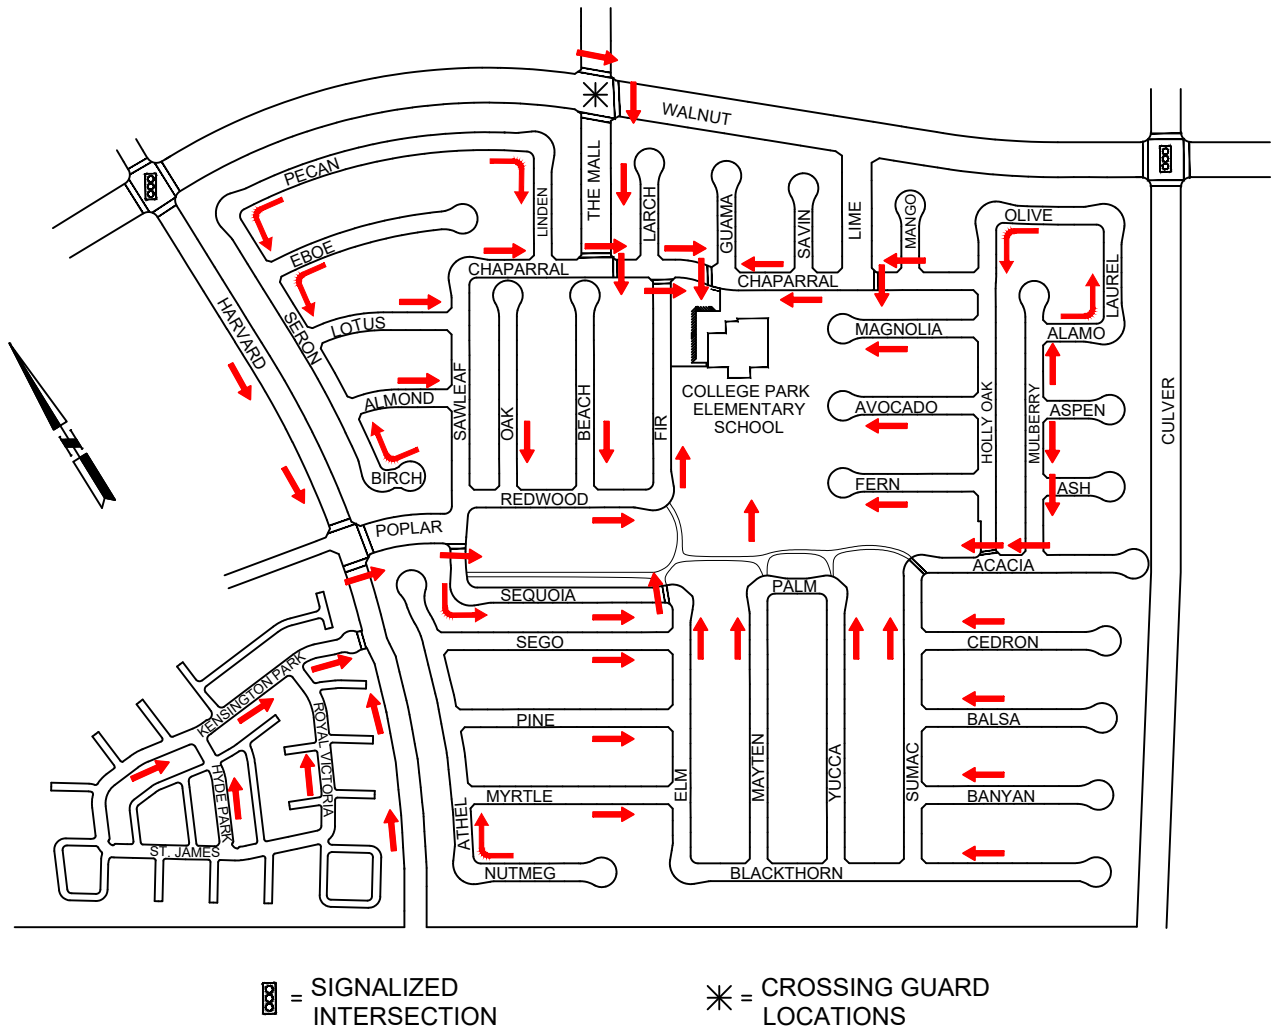 WALNUT
PECAN
LINDEN
THE MALL
LARCH
GUAMA
SAVIN
LIME
MANGO
OLIVE
EBOE
CHAPARRAL
CHAPARRAL
LAUREL
HARVARD
SERON
LOTUS
MAGNOLIA
ALAMO
ALMOND
SAWLEAF
OAK
BEACH
FIR
COLLEGE PARK
ELEMENTARY
SCHOOL
AVOCADO
HOLLY OAK
MULBERRY
ASPEN
CULVER
BIRCH
REDWOOD
FERN
ASH
POPLAR
ACACIA
SEQUOIA
PALM
SEGO
CEDRON
KENSINGTON PARK
ROYAL VICTORIA
PINE
BALSA
HYDE PARK
ELM
MAYTEN
YUCCA
SUMAC
MYRTLE
BANYAN
ATHEL
ST. JAMES
NUTMEG
BLACKTHORN
= SIGNALIZED
INTERSECTION
= CROSSING GUARD
LOCATIONS